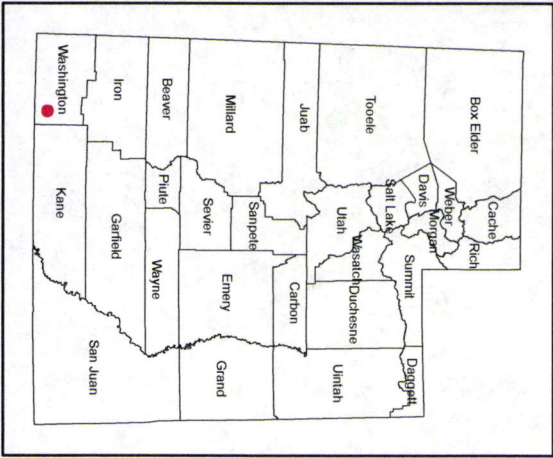 Box Elder
Cache
Rich
Weber
Morgan
Davis
Salt Lake
Summit
Daggett
Tooele
Utah
Wasatch
Duchesne
Uintah
Juab
Carbon
Sanpete
Millard
Sevier
Emery
Grand
Beaver
Piute
Wayne
Iron
Garfield
San Juan
Washington
Kane